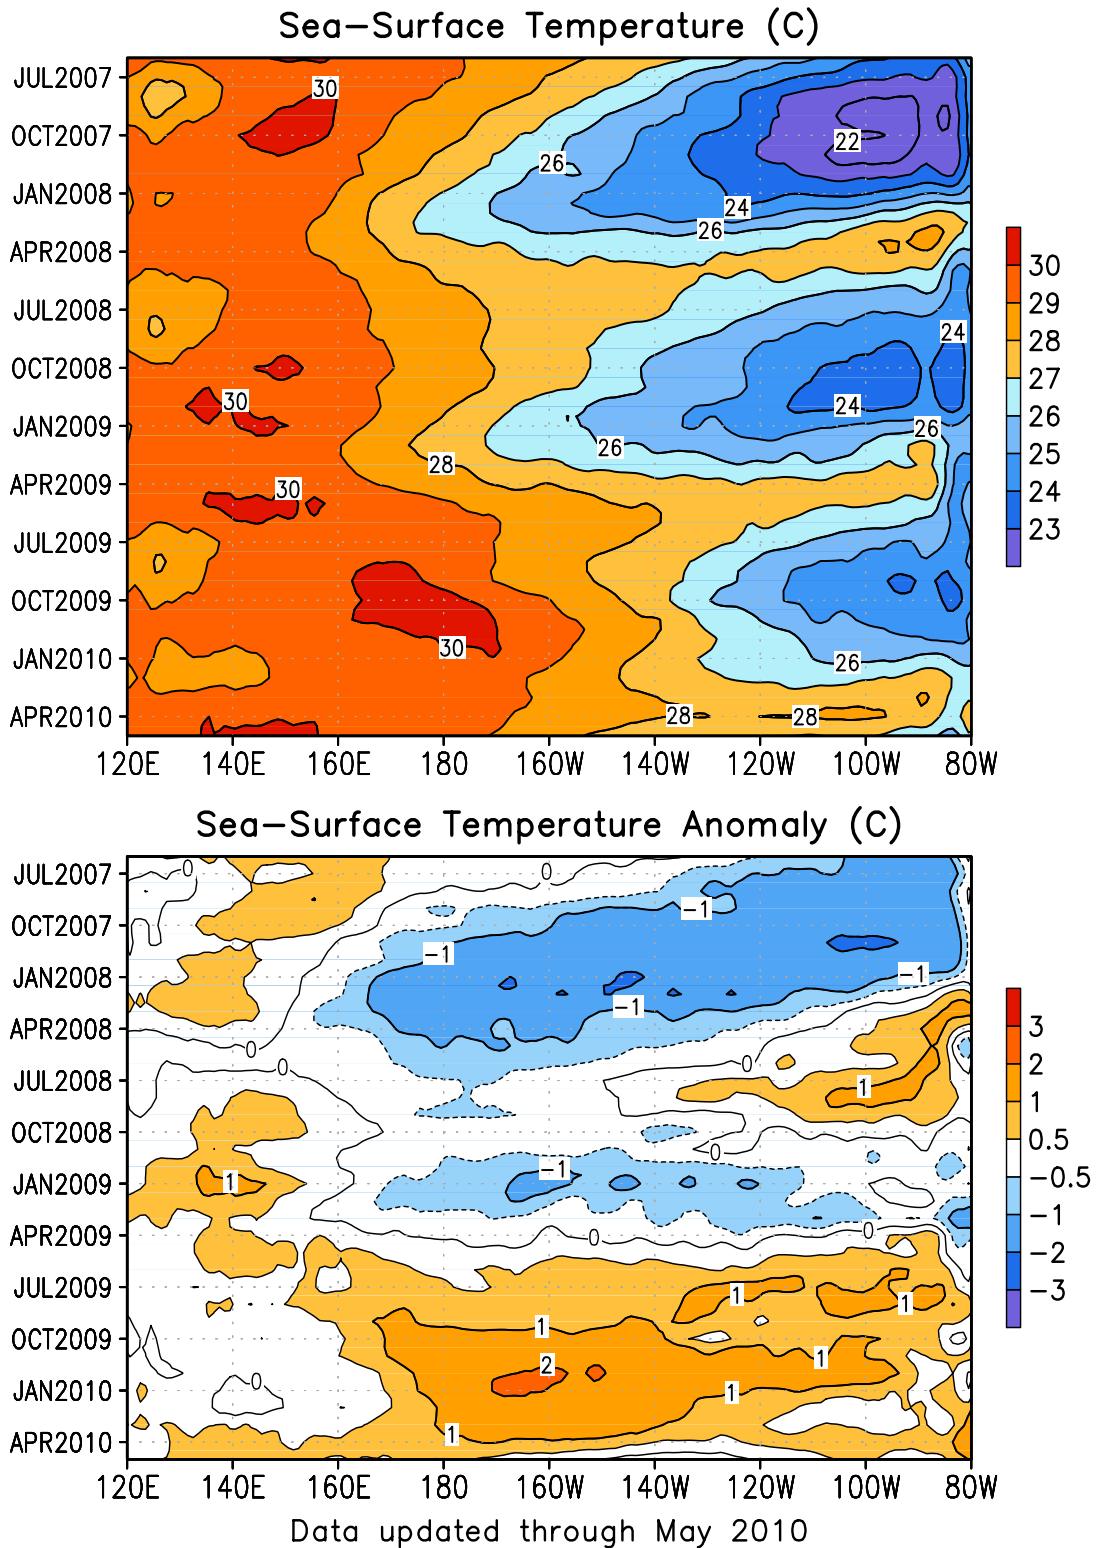 Sea-Surface Temperature (C)
JUL2007
OCT2007
JAN2008
APR2008
JUL2008
OCT2008
JAN2009
APR2009
JUL2009
OCT2009
JAN2010
APR2010
30
22
26
24
26
24
30
24
26
26
28
30
30
26
28
28
120E 140E 160E 180 160W 140W 120W 100W 80W
30
29
28
27
26
25
24
23
Sea-Surface Temperature Anomaly (C)
JUL2007
OCT2007
JAN2008
APR2008
JUL2008
OCT2008
JAN2009
APR2009
JUL2009
OCT2009
JAN2010
APR2010
0
0
-1
-1
-1
-1
0
0
0
1
0
-1
1
0
0
1
1
1
1
2
0
1
1
120E 140E 160E 180 160W 140W 120W 100W 80W
3
2
1
0.5
-0.5
-1
-2
-3
Data updated through May 2010